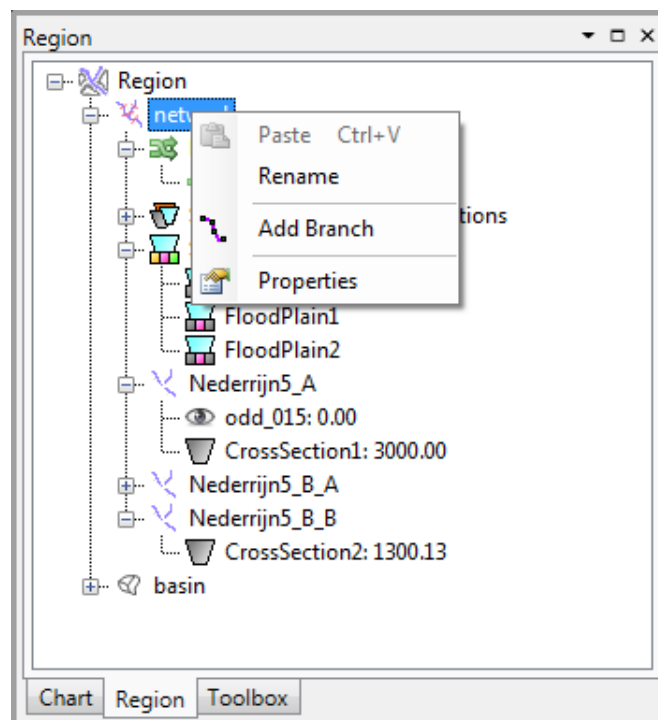 Region
Region
Paste Ctrl+V
Rename
tions
Add Branch
Properties
FloodPlain1
FloodPlain2
Nederrijn5_A
odd_015: 0.00
CrossSection1: 3000.00
Nederrijn5_B_A
Nederrijn5_B_B
CrossSection2: 1300.13
basin
Chart Region Toolbox